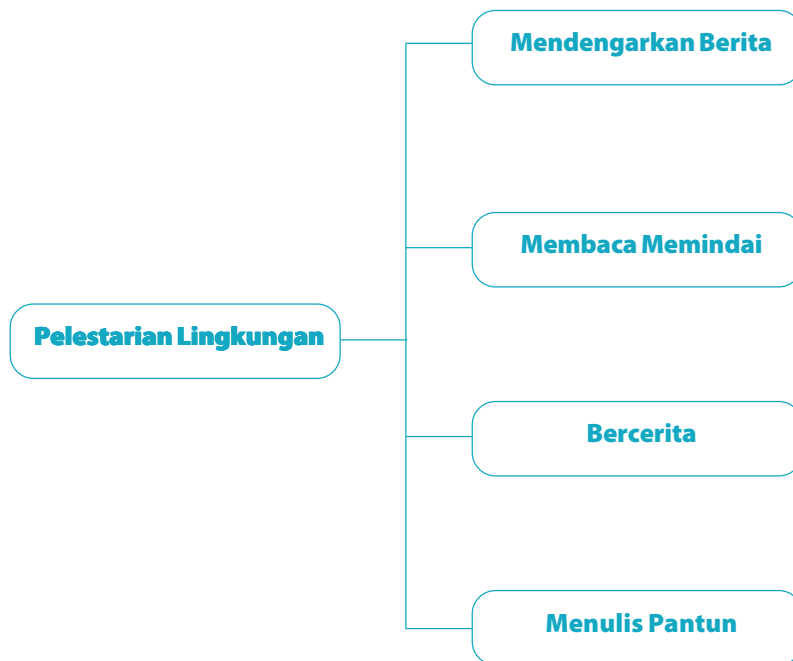 Mendengarkan Berita
Membaca Memindai
Pelestarian Lingkungan
Bercerita
Menulis Pantun